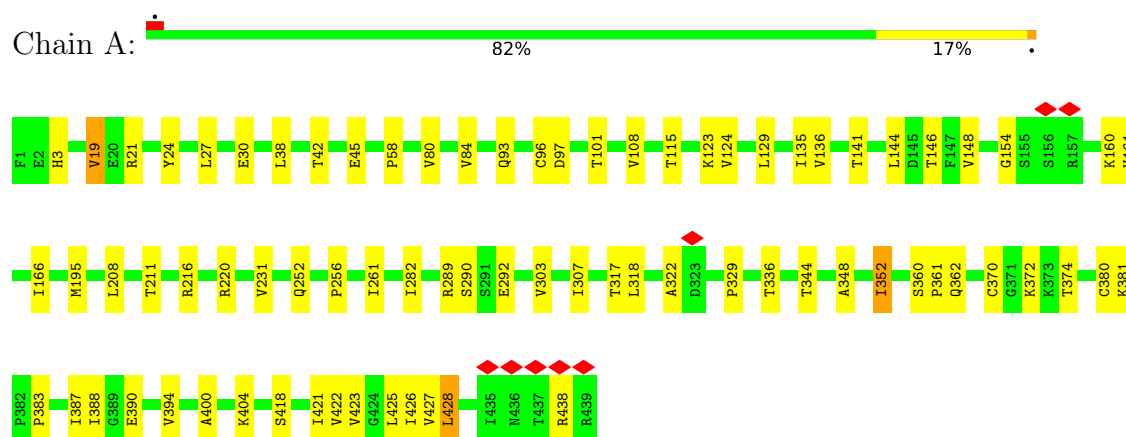 Chain A:
82% 17%
F1 E2 H3 V19 E20 R21 Y24 L27 E30 L38 T42 E45 P58 V80 V84 Q93 C96 D97 T101 V108 T115 K123 V124 L129 I135 V136 T141 L144 D145 T146 F147 V148 G154 S155 S156 R157 K160
I166 M195 L208 T211 R216 R220 V231 Q252 P256 I261 I282 R289 S290 S291 E292 V303 I307 T317 L318 A322 D323 P329 T336 T344 A348 I352 S360 P361 Q362 C370 G371 K372 K373 T374 C380 K381
P382 P383 I387 I388 G389 E390 V394 A400 K404 S418 I421 V422 V423 G424 L425 I426 V427 L428 I435 N436 T437 R438 R439